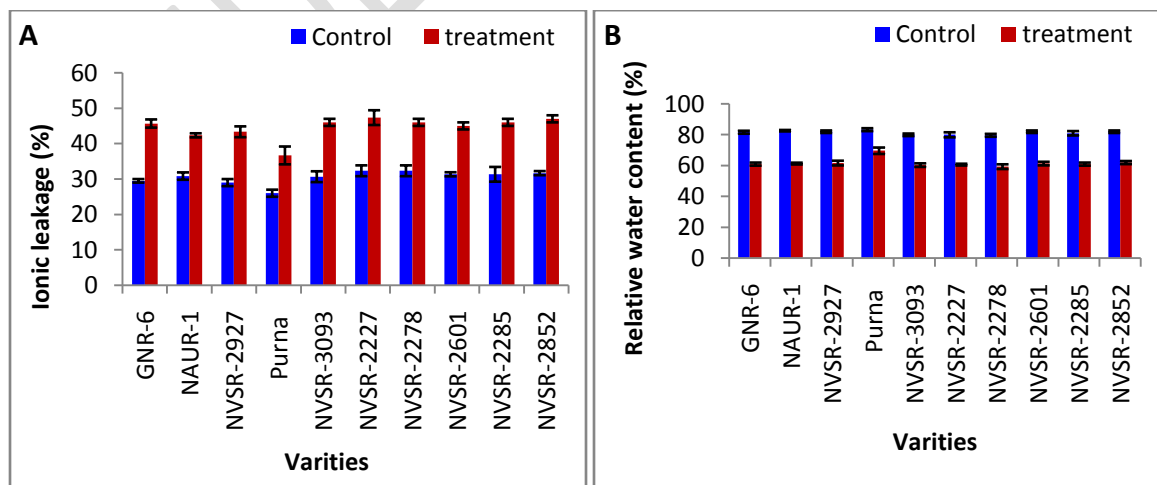 A
Control treatment
Ionic leakage (%)
60
50
40
30
20
10
0
GNR-6
NAUR-1
NVSR-2927
Purna
NVSR-3093
NVSR-2227
NVSR-2278
NVSR-2601
NVSR-2285
NVSR-2852
Varities
B
Control treatment
Relative water content (%)
100
80
60
40
20
0
GNR-6
NAUR-1
NVSR-2927
Purna
NVSR-3093
NVSR-2227
NVSR-2278
NVSR-2601
NVSR-2285
NVSR-2852
Varities